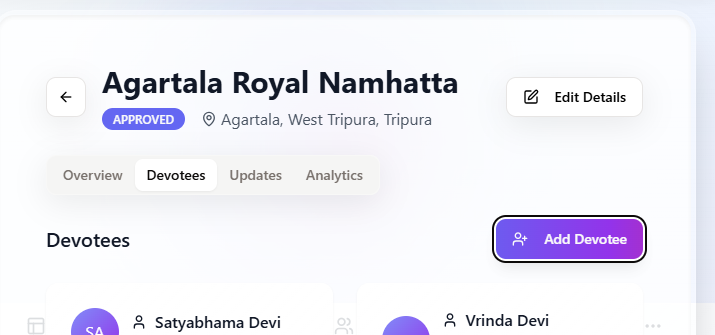 Agartala Royal Namhatta
APPROVED
Agartala, West Tripura, Tripura
Edit Details
Overview
Devotees
Updates
Analytics
Devotees
Add Devotee
SA
Satyabhama Devi
Vrinda Devi